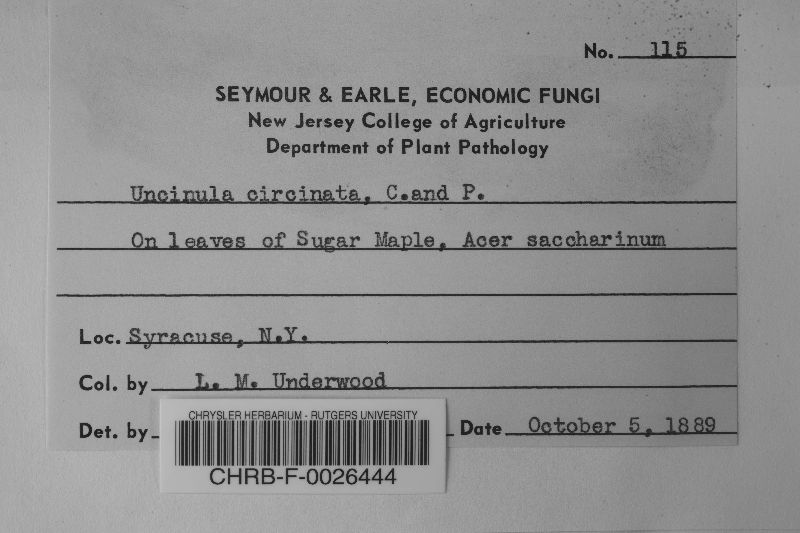 No. 115
SEYMOUR & EARLE, ECONOMIC FUNGI
New Jersey College of Agriculture
Department of Plant Pathology
Uncinula circinata, C.and P.
On leaves of Sugar Maple, Acer saccharinum
Loc. Syracuse, N.Y.
Col. by L. M. Underwood
Det. by Date October 5, 1889
CHRYSLER HERBARIUM - RUTGERS UNIVERSITY
CHRB-F-0026444